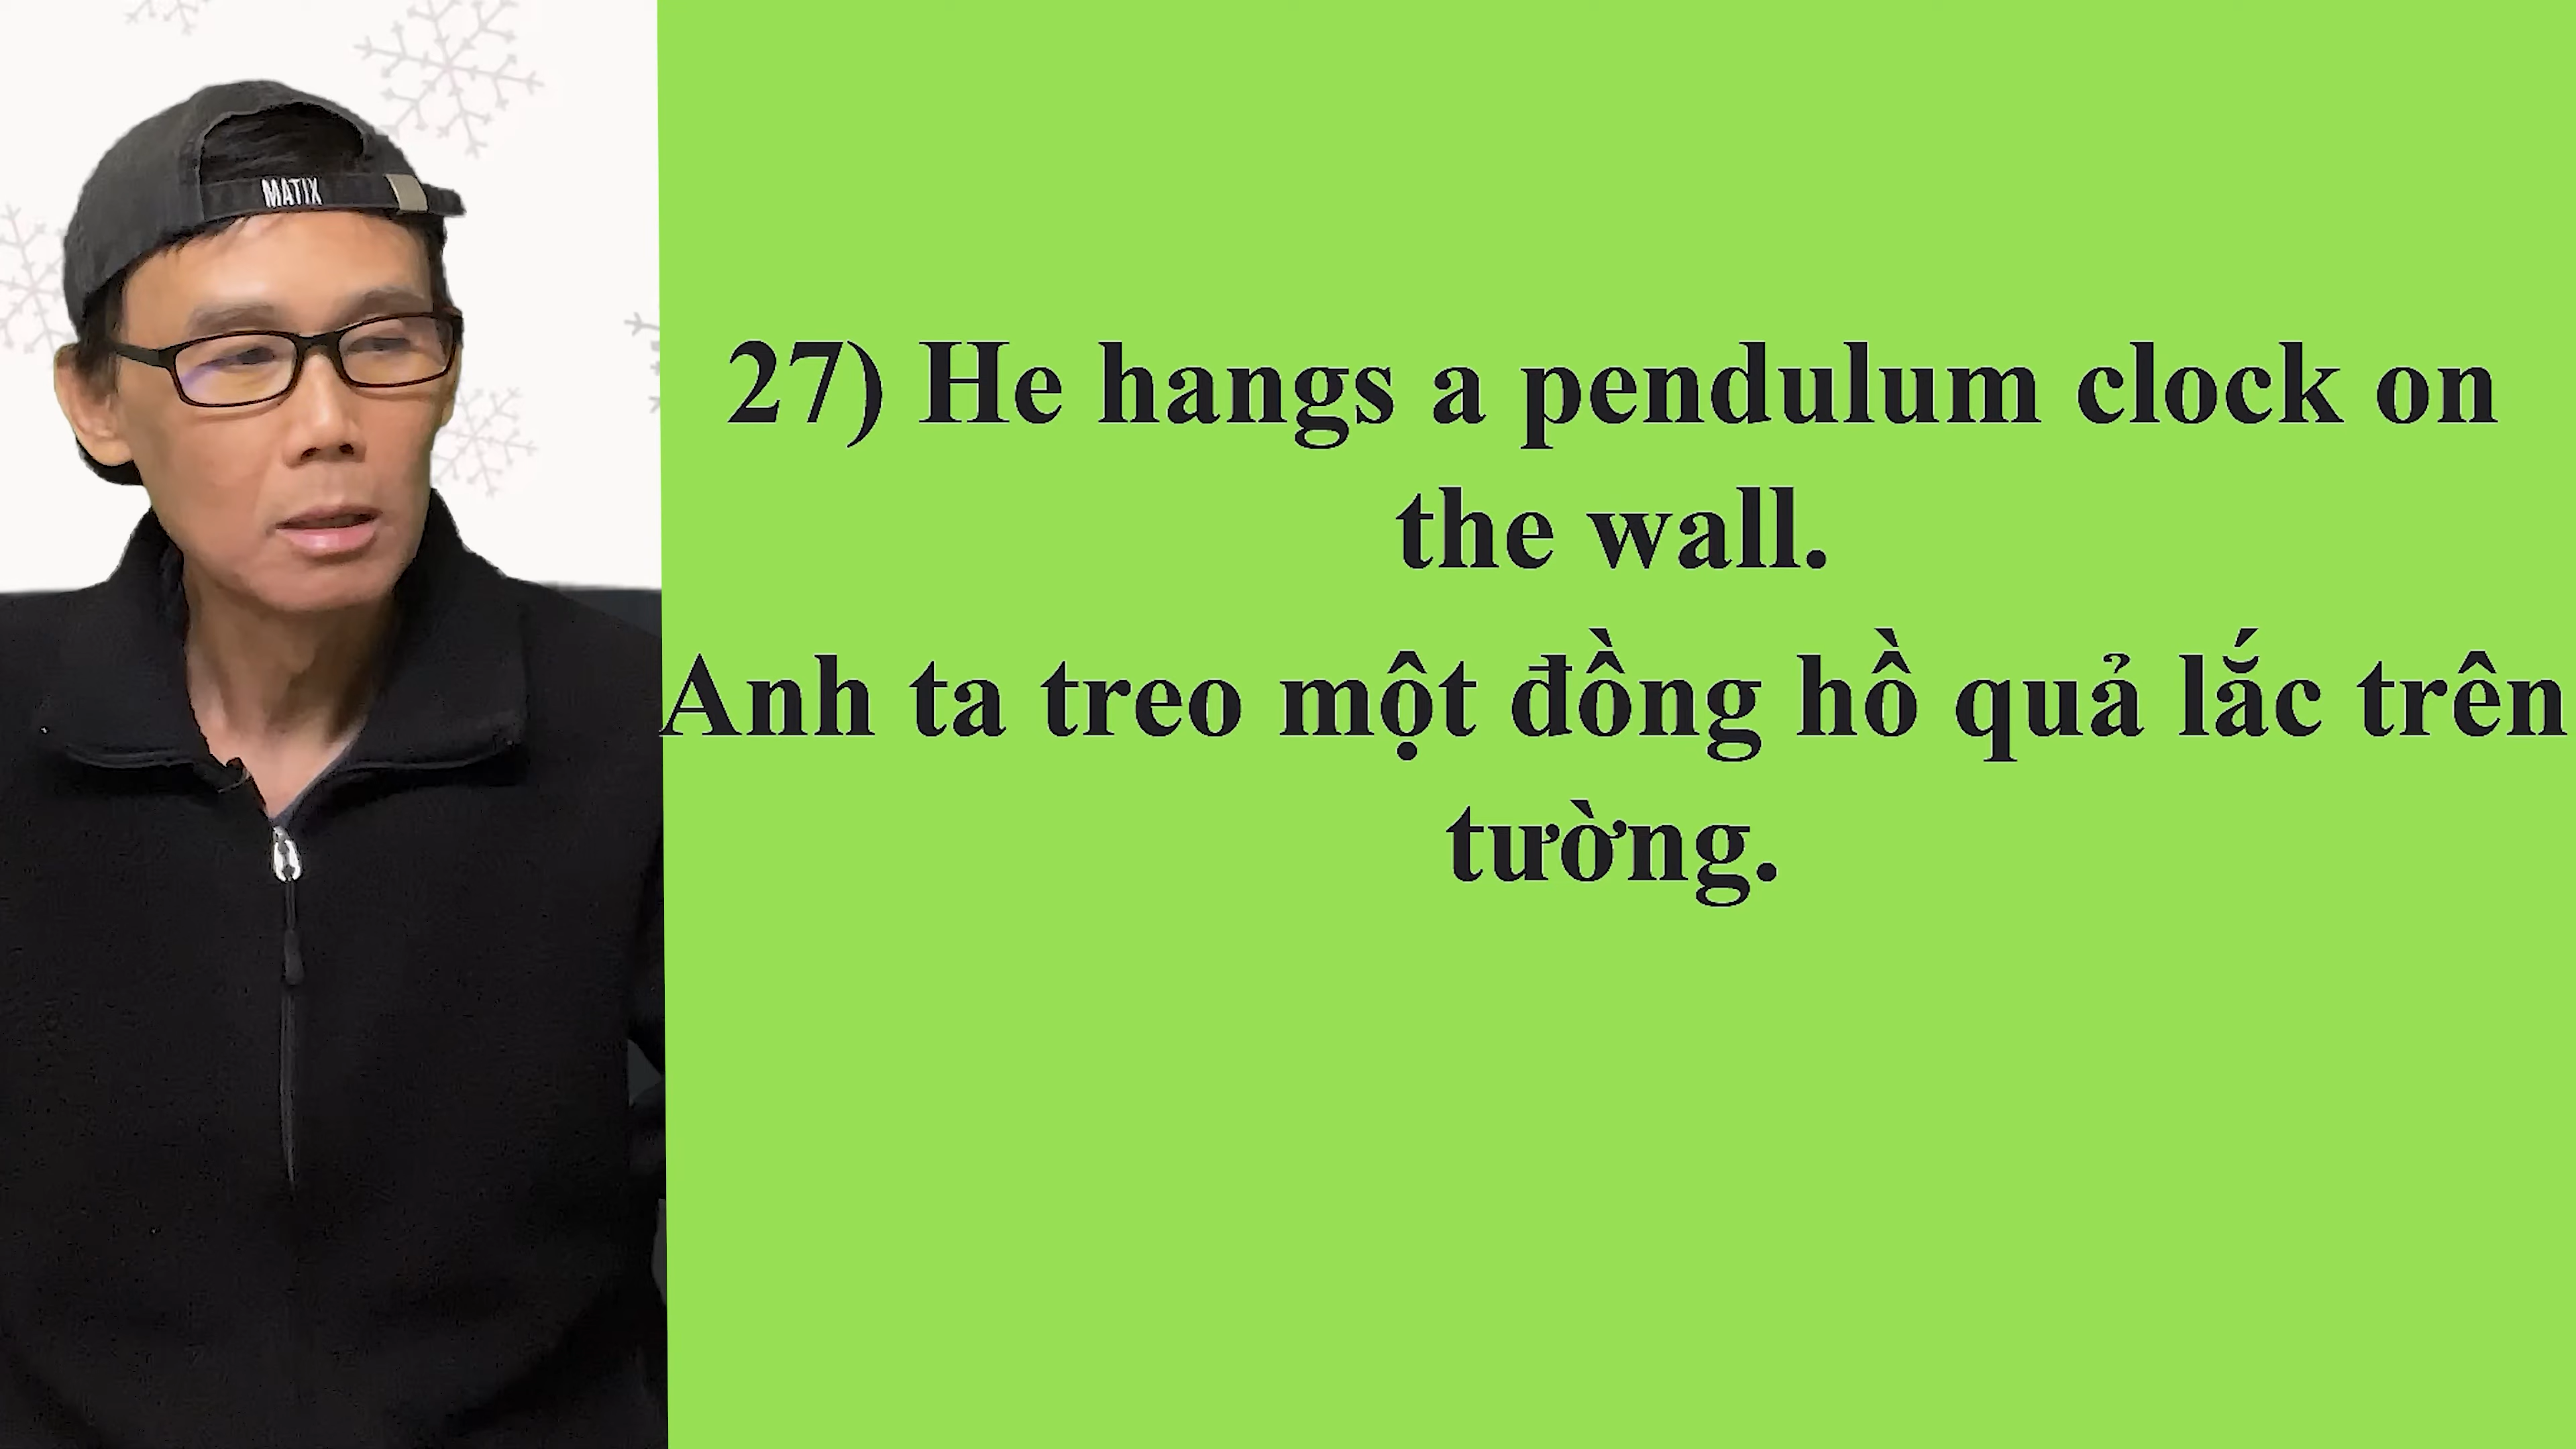 MATIX
27) He hangs a pendulum clock on
the wall.
Anh ta treo một đồng hồ quả lắc trên
tường.